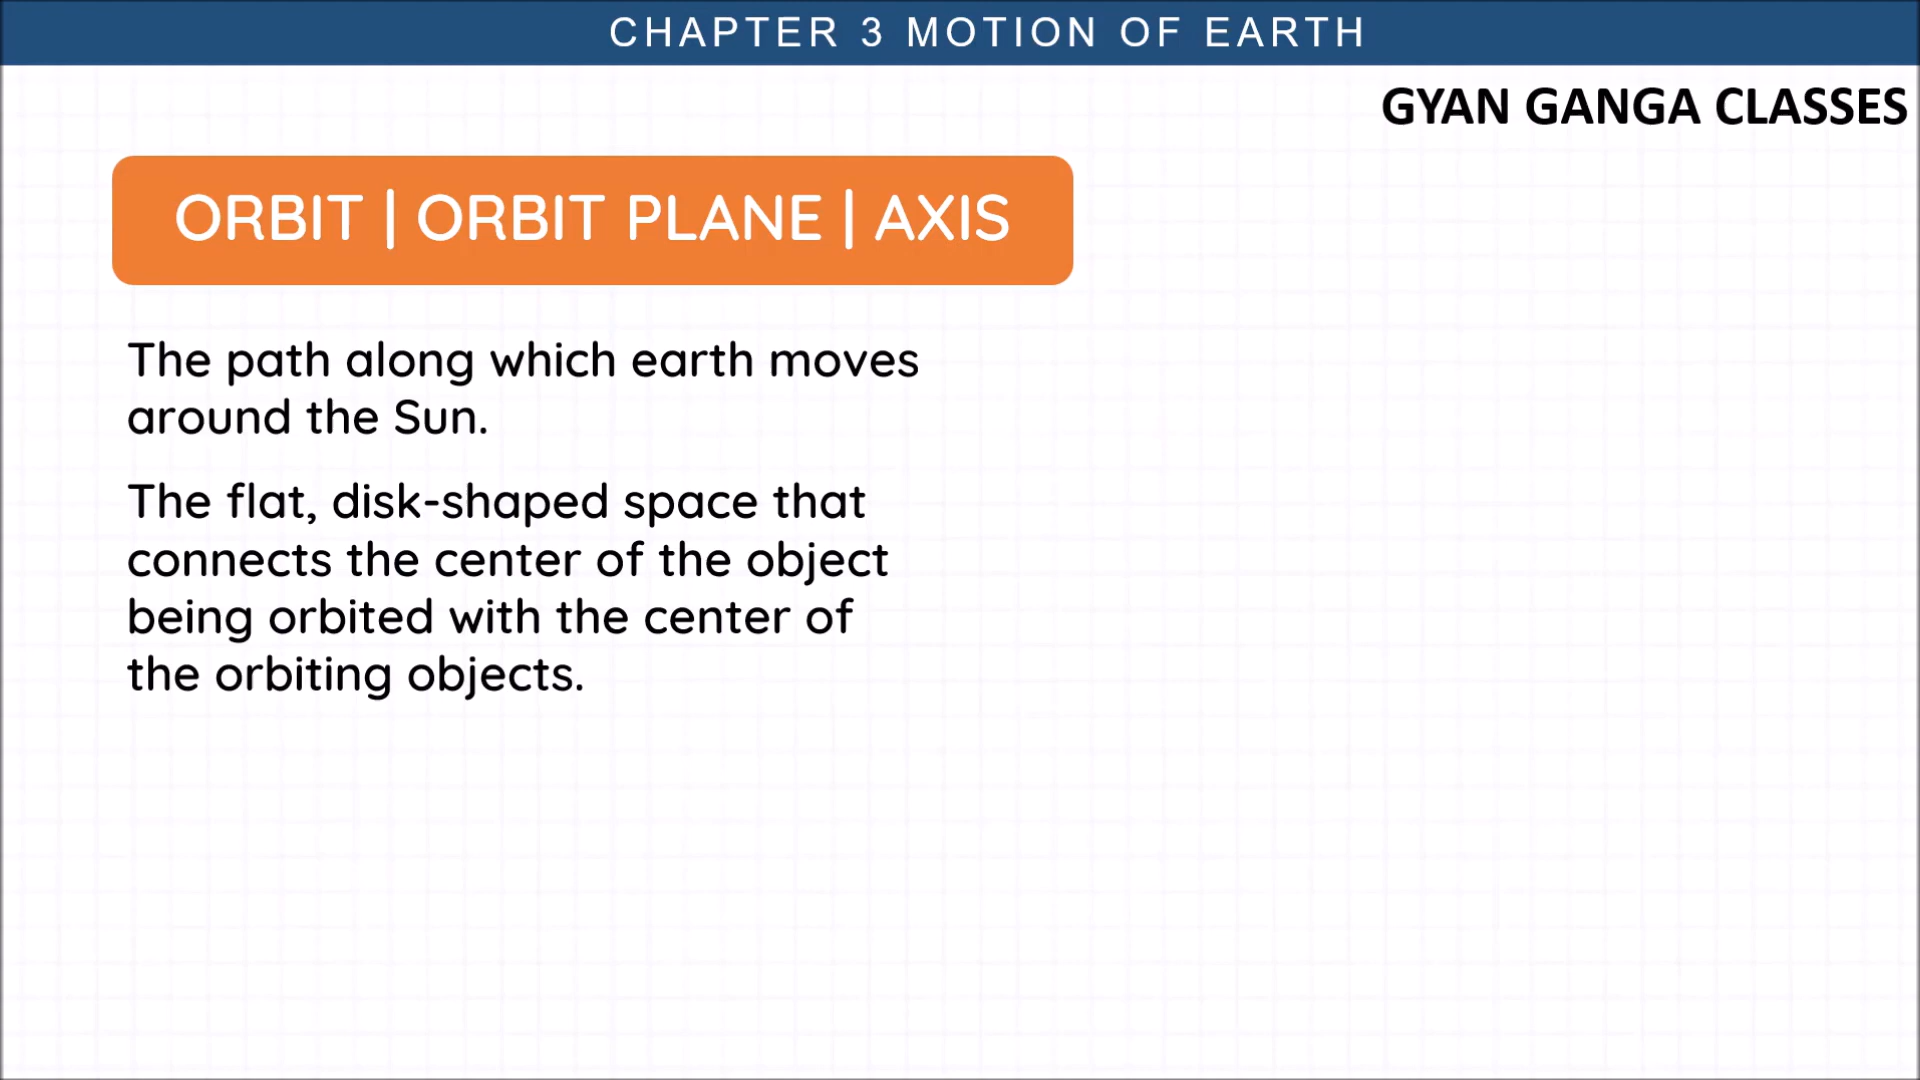 CHAPTER 3 MOTION OF EARTH
GYAN GANGA CLASSES
ORBIT | ORBIT PLANE | AXIS
The path along which earth moves
around the Sun.
The flat, disk-shaped space that
connects the center of the object
being orbited with the center of
the orbiting objects.